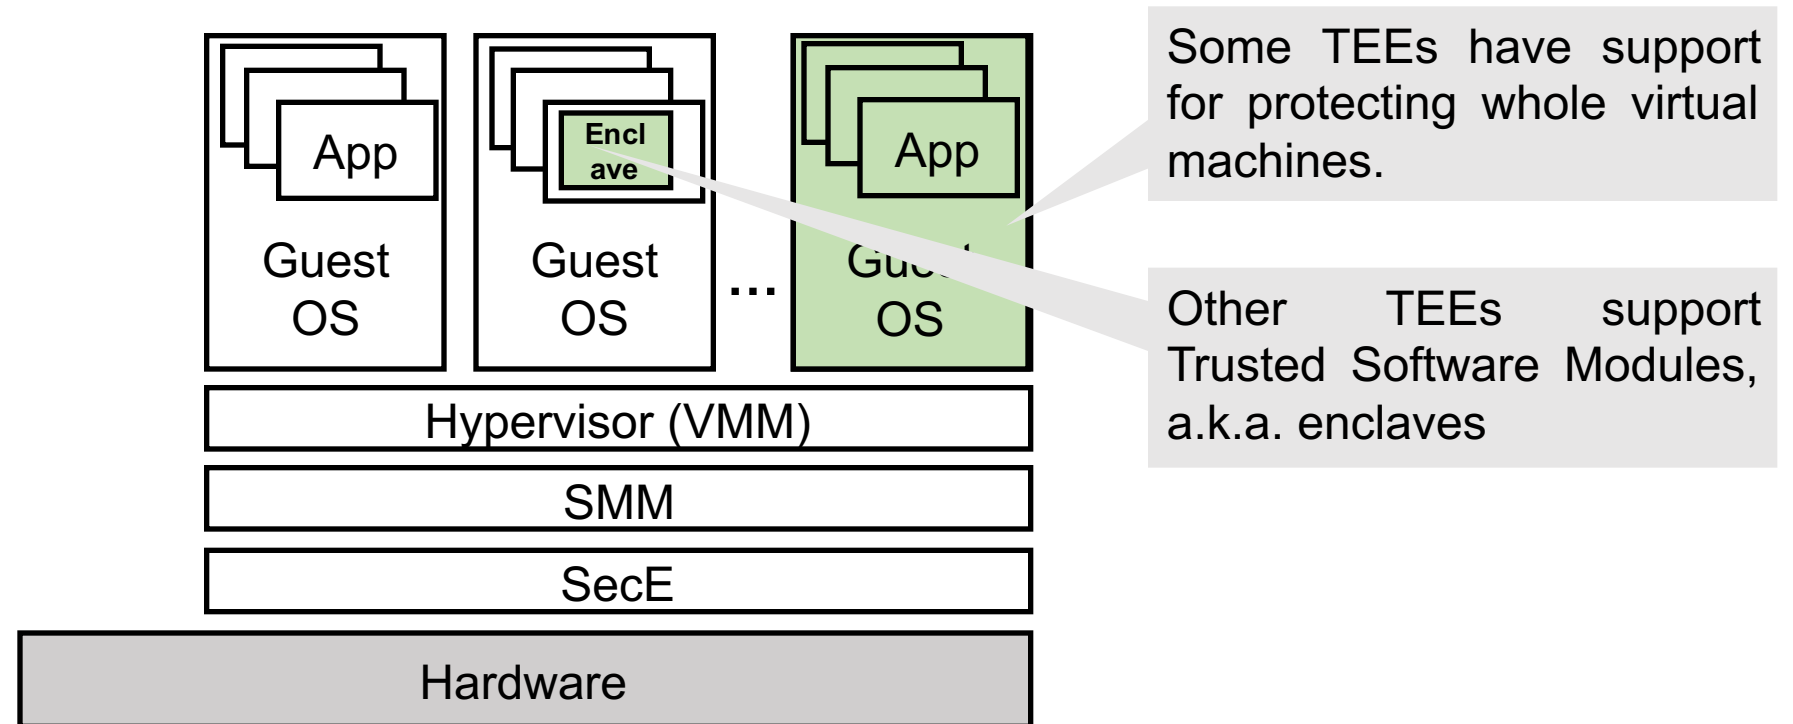 App
Guest
OS
Encl
ave
Guest
OS
...
App
Guest
OS
Hypervisor (VMM)
SMM
SecE
Hardware
Some TEEs have support
for protecting whole virtual
machines.
Other TEEs support
Trusted Software Modules,
a.k.a. enclaves